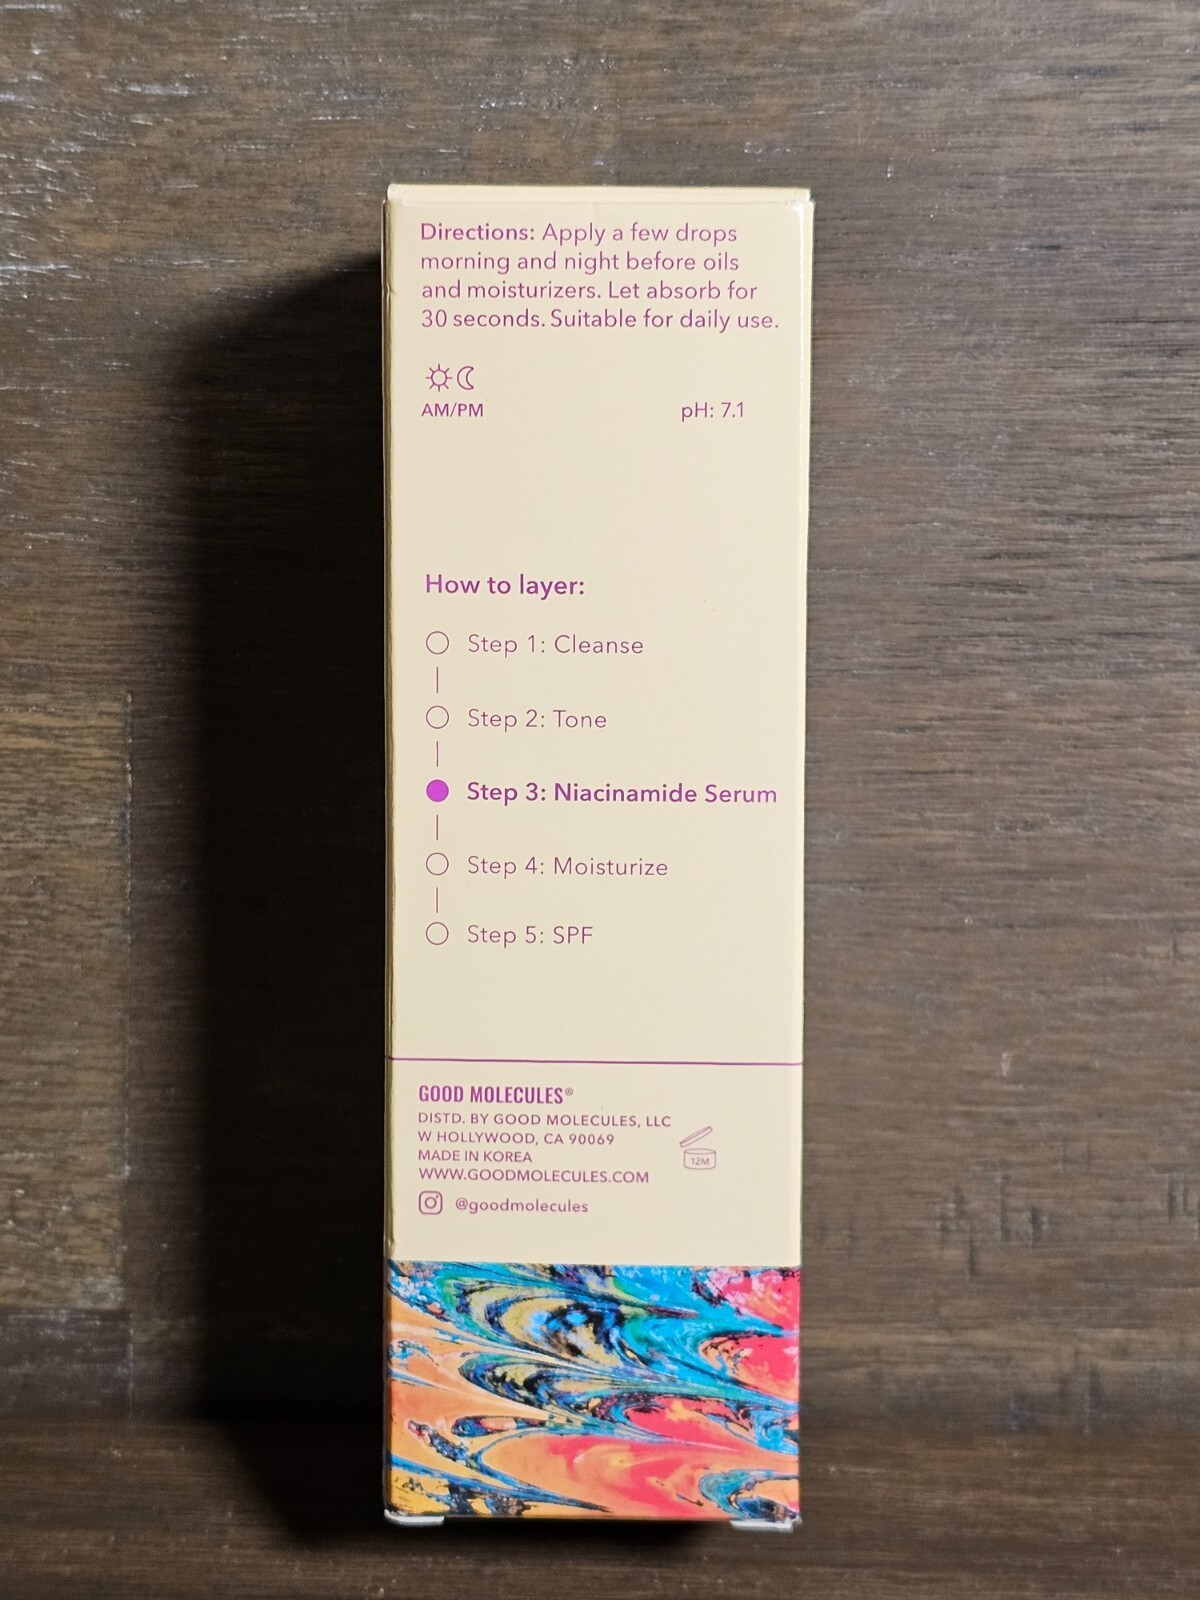 Directions: Apply a few drops
morning and night before oils
and moisturizers. Let absorb for
30 seconds. Suitable for daily use.
AM/PM
pH: 7.1
How to layer:
Step 1: Cleanse
Step 2: Tone
Step 3: Niacinamide Serum
Step 4: Moisturize
Step 5: SPF
GOOD MOLECULES®
DISTD. BY GOOD MOLECULES, LLC
W HOLLYWOOD, CA 90069
MADE IN KOREA
WWW.GOODMOLECULES.COM
12M
@goodmolecules